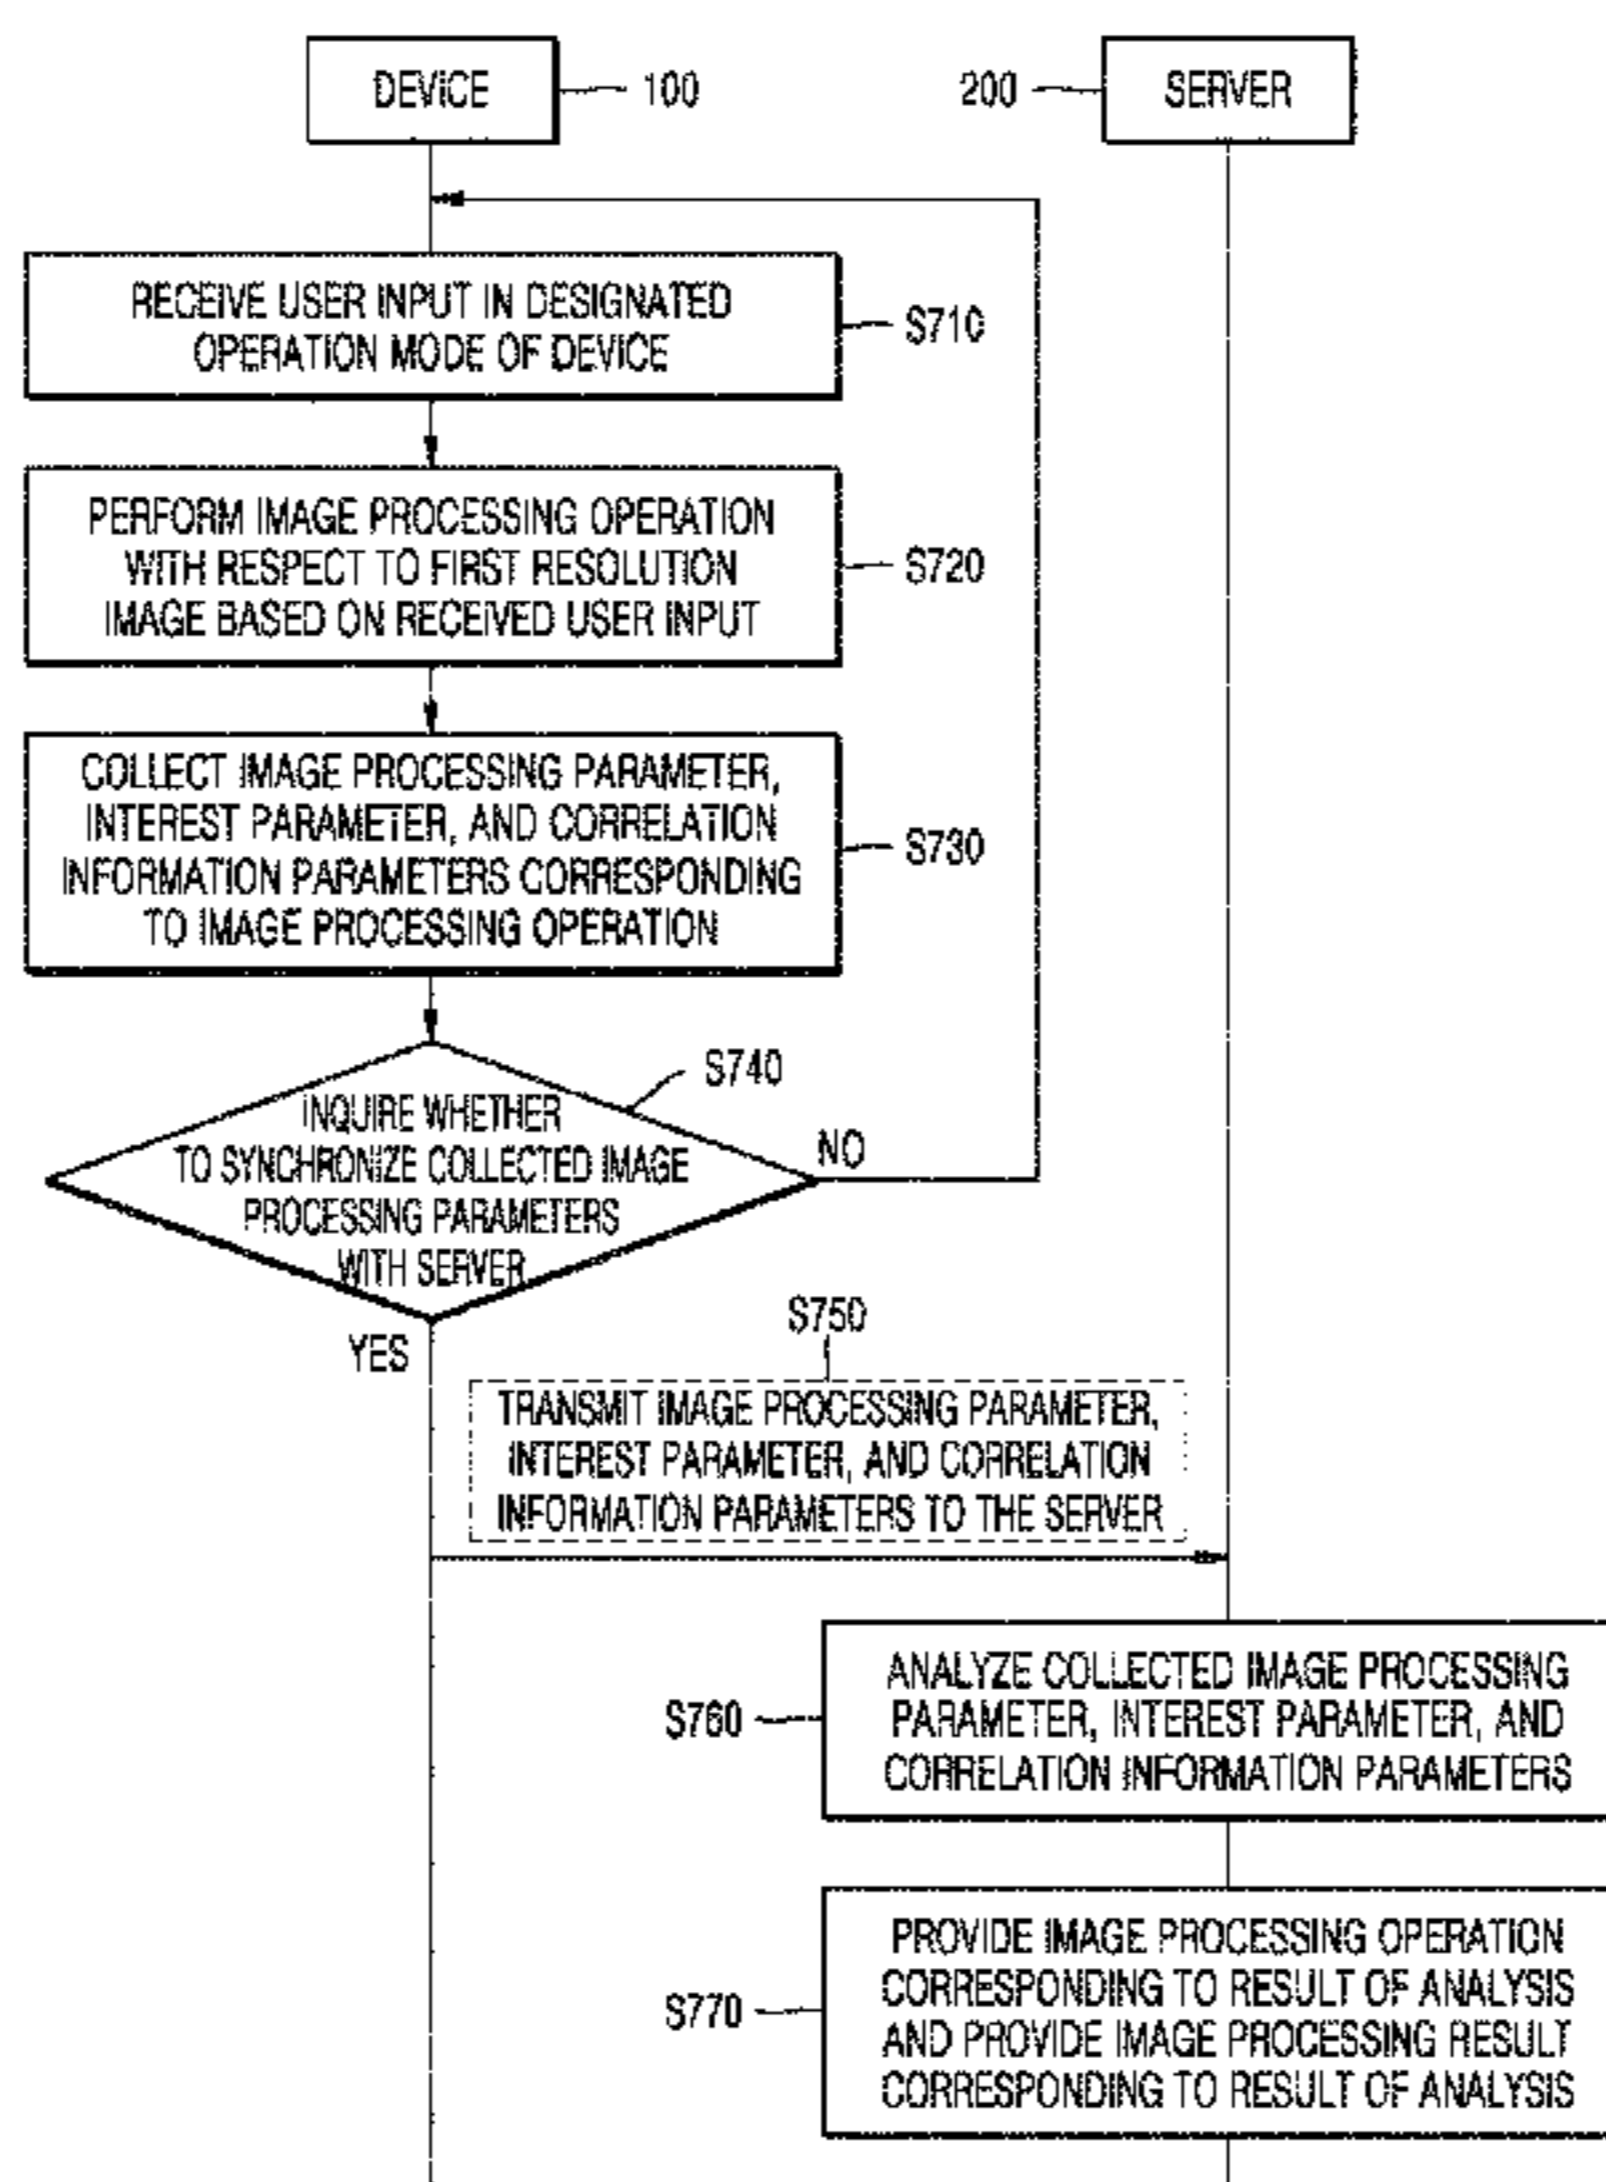 DEVICE
100
200
SERVER
RECEIVE USER INPUT IN DESIGNATED
OPERATION MODE OF DEVICE
S710
PERFORM IMAGE PROCESSING OPERATION
WITH RESPECT TO FIRST RESOLUTION
IMAGE BASED ON RECEIVED USER INPUT
S720
COLLECT IMAGE PROCESSING PARAMETER,
INTEREST PARAMETER, AND CORRELATION
INFORMATION PARAMETERS CORRESPONDING
TO IMAGE PROCESSING OPERATION
S730
S740
INQUIRE WHETHER
TO SYNCHRONIZE COLLECTED IMAGE
PROCESSING PARAMETERS
WITH SERVER
NO
YES
S750
TRANSMIT IMAGE PROCESSING PARAMETER,
INTEREST PARAMETER, AND CORRELATION
INFORMATION PARAMETERS TO THE SERVER
S760
ANALYZE COLLECTED IMAGE PROCESSING
PARAMETER, INTEREST PARAMETER, AND
CORRELATION INFORMATION PARAMETERS
S770
PROVIDE IMAGE PROCESSING OPERATION
CORRESPONDING TO RESULT OF ANALYSIS
AND PROVIDE IMAGE PROCESSING RESULT
CORRESPONDING TO RESULT OF ANALYSIS